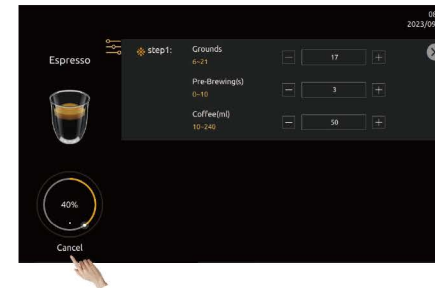 08
2023/09
Espresso
step1:
Grounds
6~21
17
Pre-Brewing(s)
0~10
3
Coffee(ml)
10~240
50
40%
Cancel